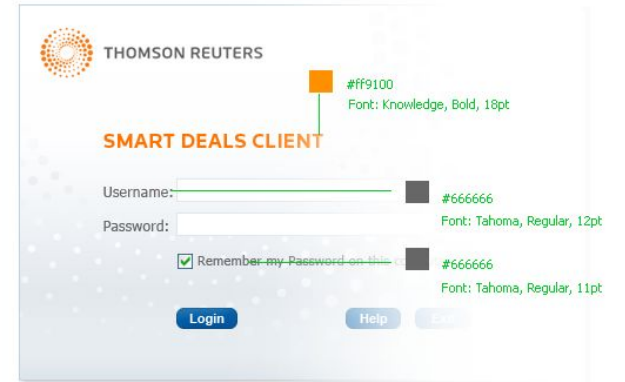 THOMSON REUTERS
#ff9100
Font: Knowledge, Bold, 18pt
SMART DEALS CLIENT
Username:
#666666
Font: Tahoma, Regular, 12pt
Password:
Remember my Password on this
#666666
Font: Tahoma, Regular, 11pt
Login
Help